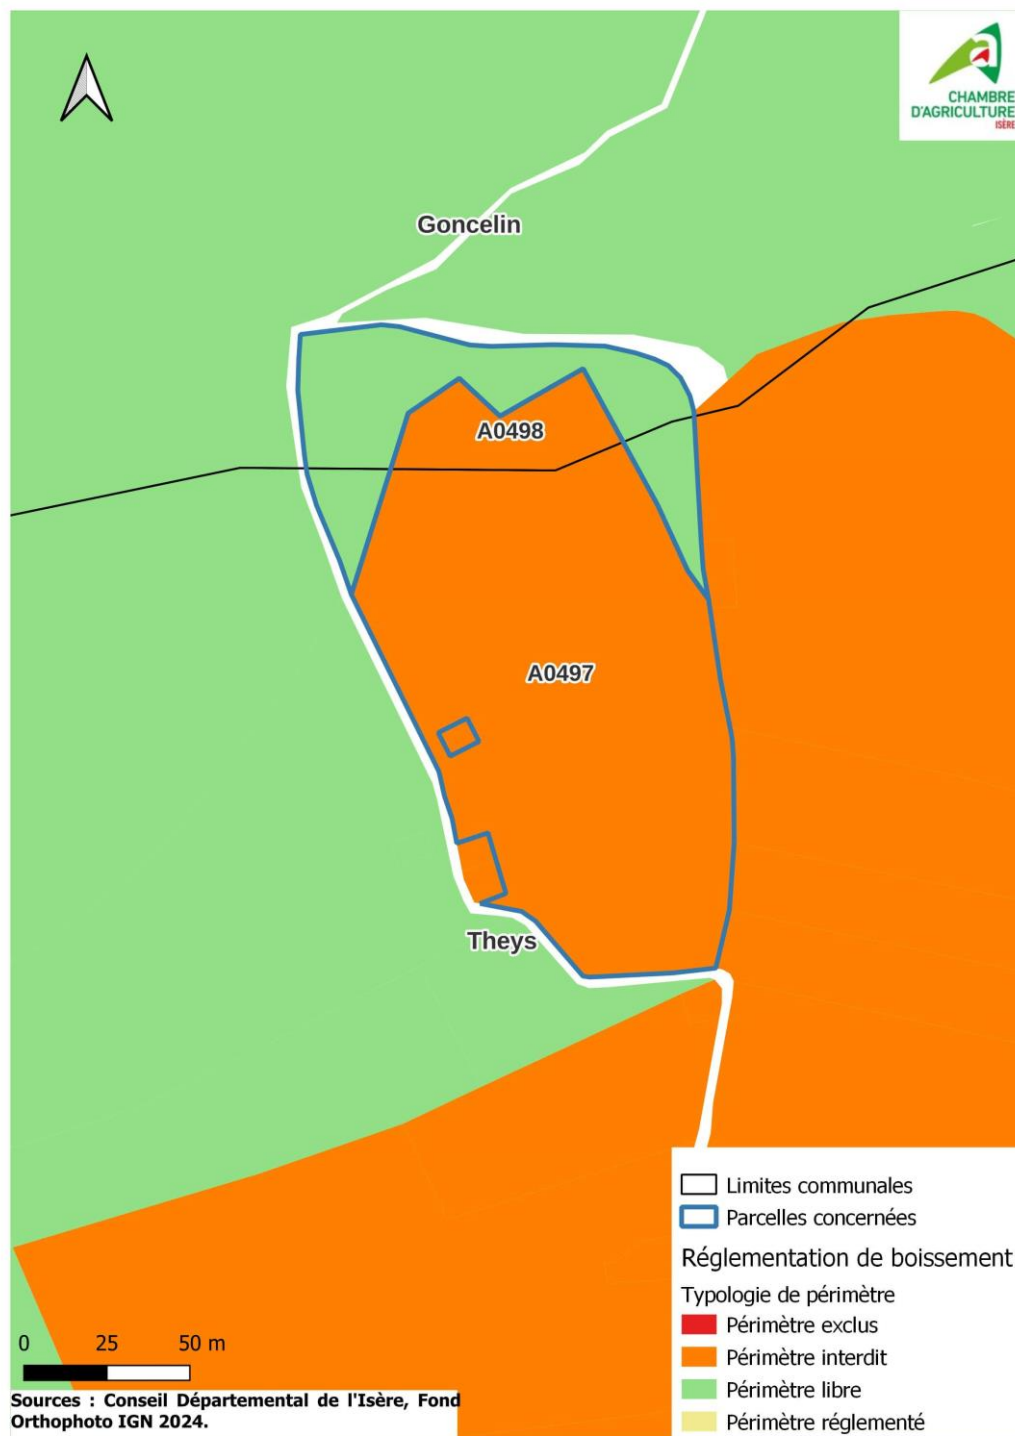 CHAMBRE
D'AGRICULTURE
ISÈRE
Goncelin
A0498
A0497
Theys
Limites communales
Parcelles concernées
Réglementation de boissement
Typologie de périmètre
Périmètre exclus
Périmètre interdit
Périmètre libre
Périmètre réglementé
0 25 50 m
Sources : Conseil Départemental de l'Isère, Fond
Orthophoto IGN 2024.